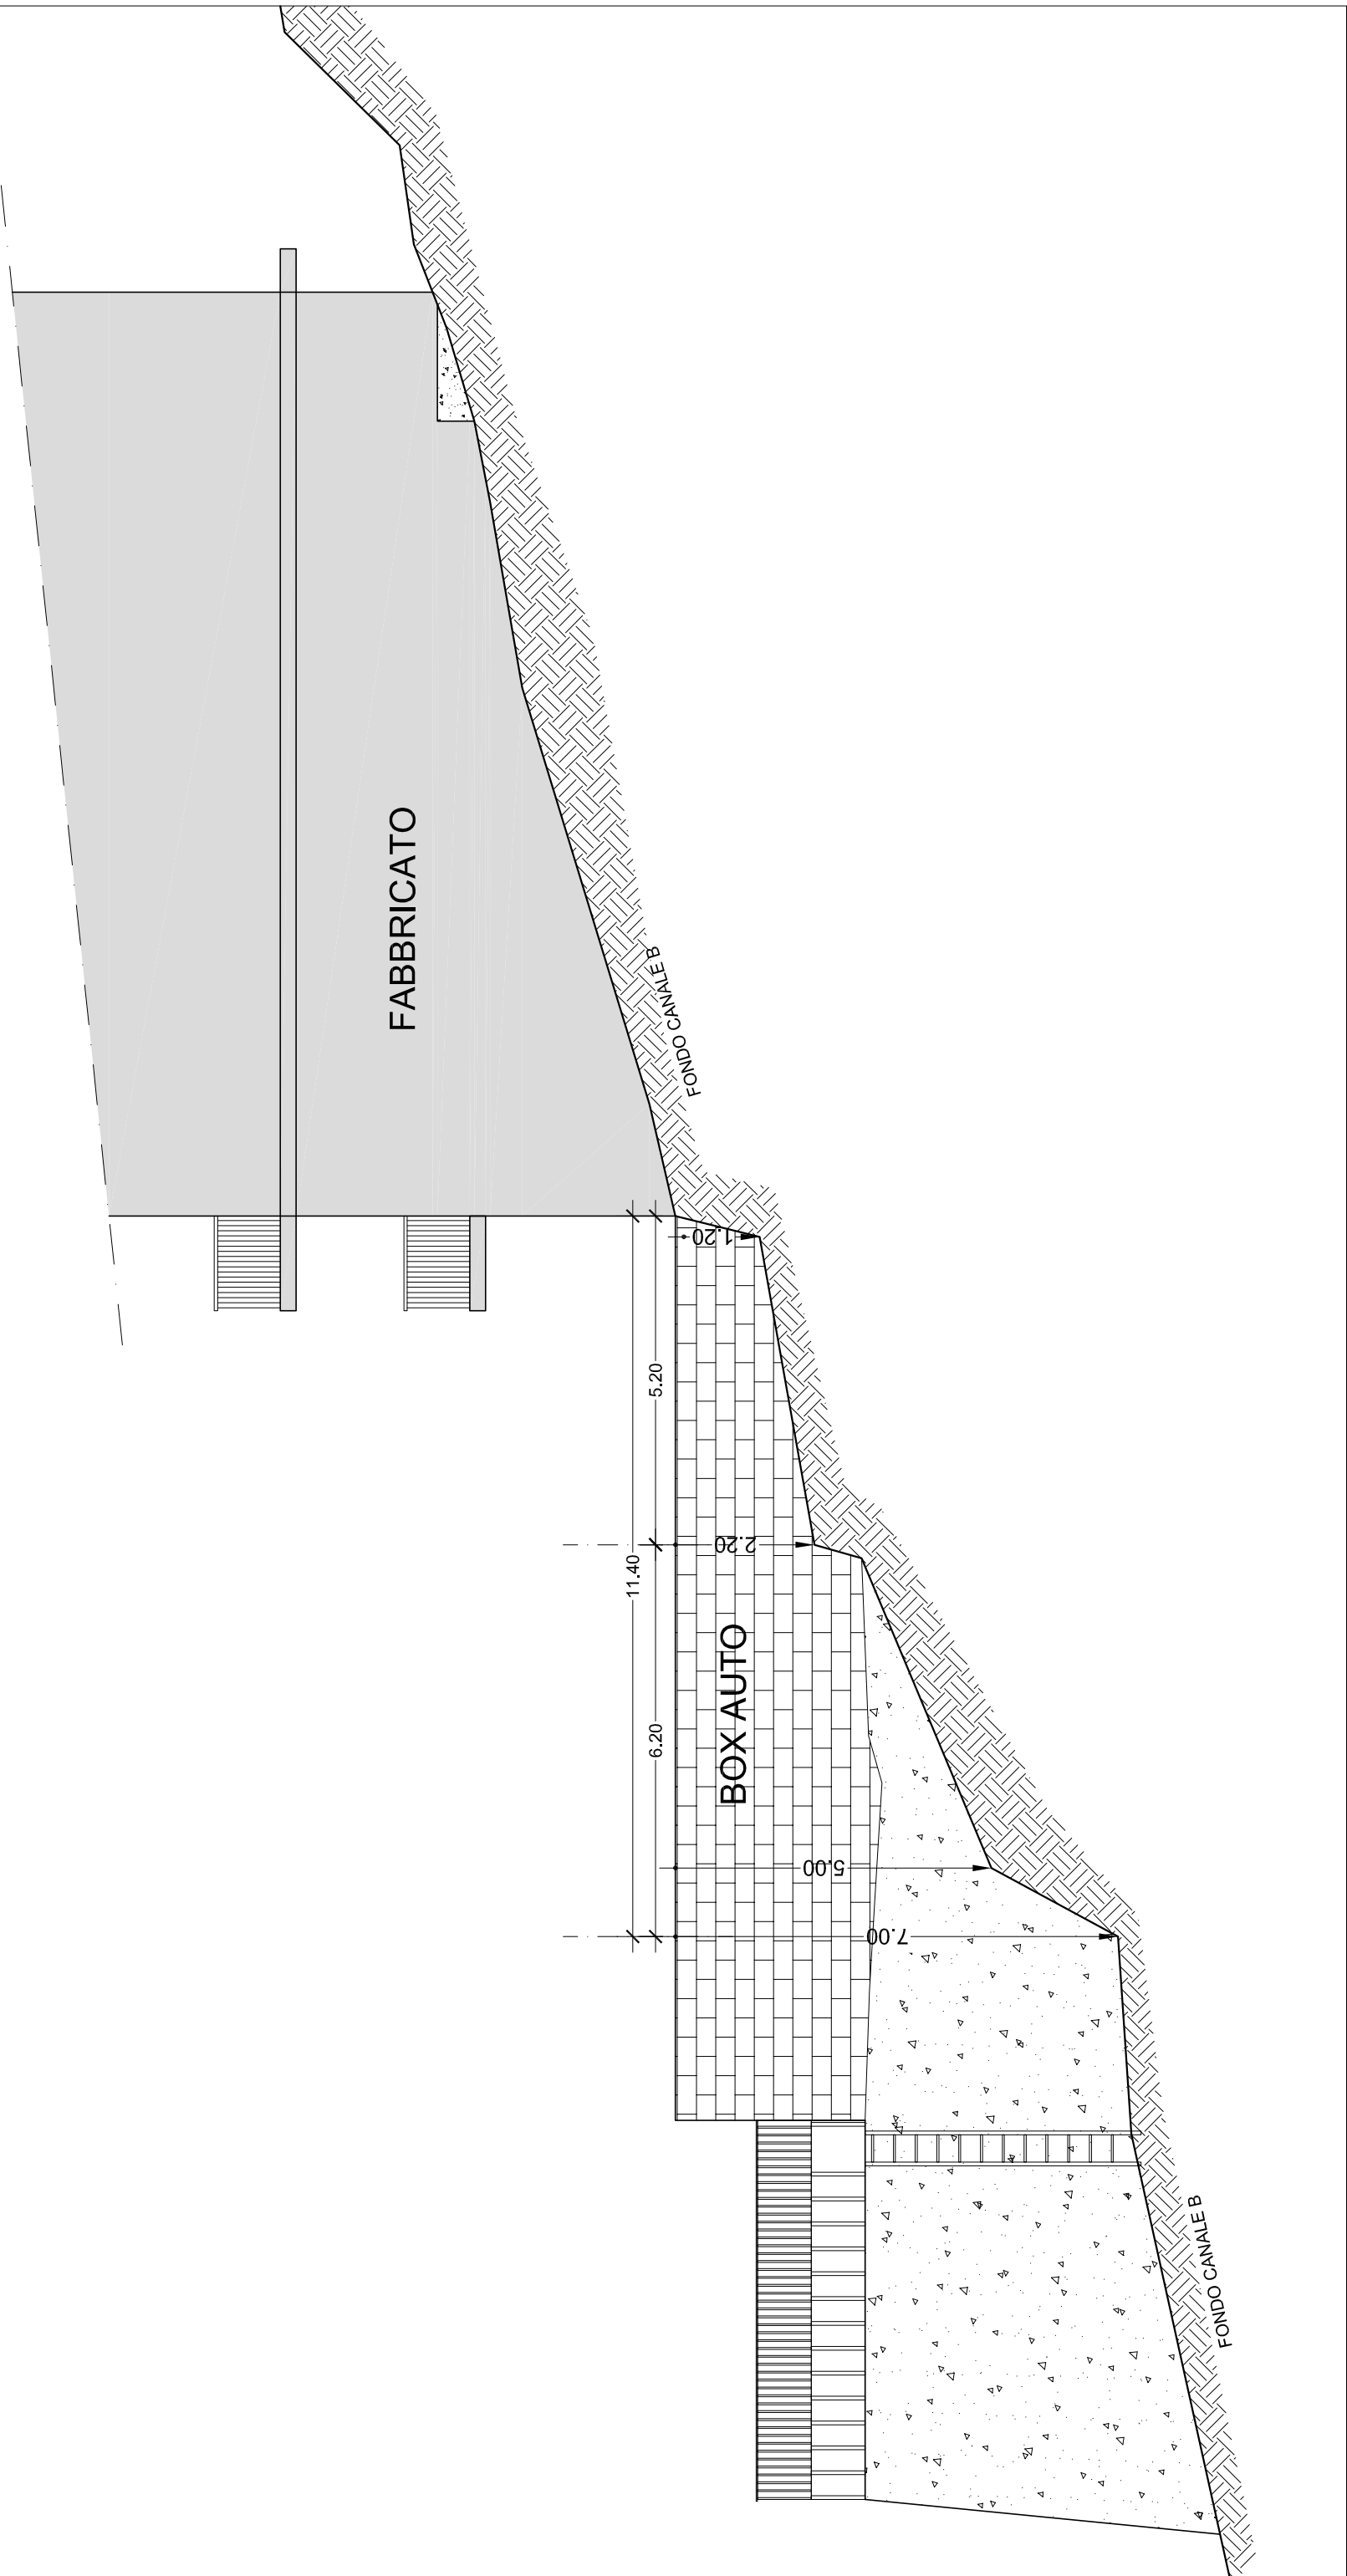 FABBRICATO
FONDO CANALE B
1.20
5.20
2.20
11.40
BOX AUTO
6.20
5.00
7.00
FONDO CANALE B